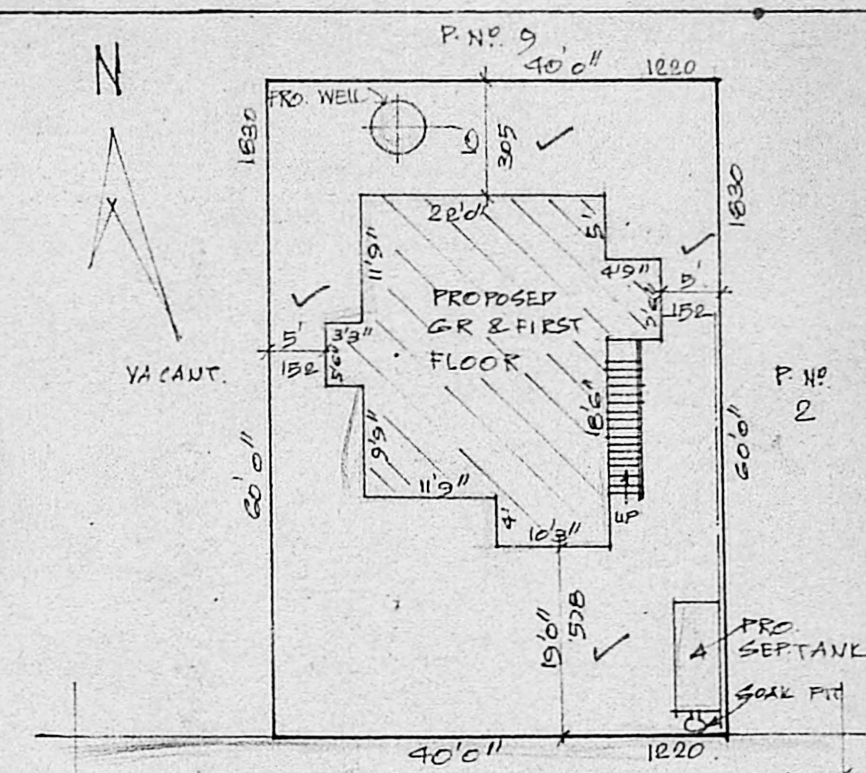 N
P. Nº. 9
40'0" 1220
PRO. WELL
1830
305
1830
22'0"
5'
11'9"
4'9"
5'
152
5'6"
PROPOSED
GR & FIRST
FLOOR
5'
152
3'3"
5'6"
VACANT.
P. Nº
2
18'6"
9'9"
60'0"
60'0"
11'9"
4'
10'3"
UP
19'0"
578
PRO.
SEP.TANK
SOAK PIT
40'0" 1220